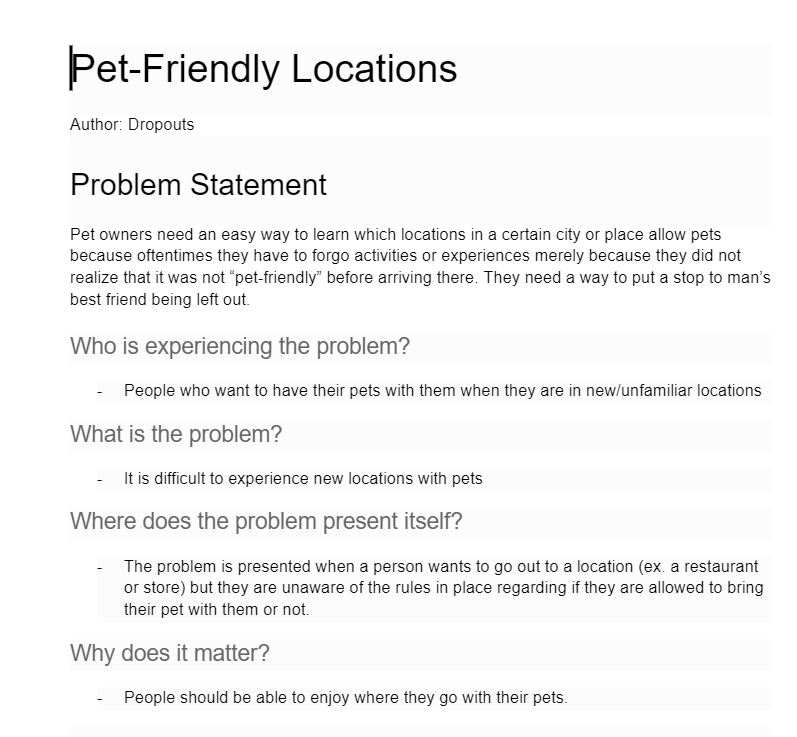 Pet-Friendly Locations
Author: Dropouts
Problem Statement
Pet owners need an easy way to learn which locations in a certain city or place allow pets
because oftentimes they have to forgo activities or experiences merely because they did not
realize that it was not “pet-friendly” before arriving there. They need a way to put a stop to man’s
best friend being left out.
Who is experiencing the problem?
- People who want to have their pets with them when they are in new/unfamiliar locations
What is the problem?
- It is difficult to experience new locations with pets
Where does the problem present itself?
- The problem is presented when a person wants to go out to a location (ex. a restaurant
or store) but they are unaware of the rules in place regarding if they are allowed to bring
their pet with them or not.
Why does it matter?
- People should be able to enjoy where they go with their pets.